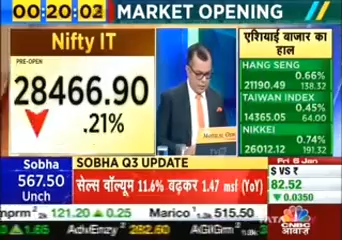 00:20:02
MARKET OPENING
Nifty IT
PRE-OPEN
28466.90
.21%
एशियाई बाजार का
हाल
HANG SENG
0.66%
21190.49
138.32
TAIWAN INDEX
0.45%
14365.05
64.00
NIKKEI
0.74%
26012.12
191.32
Sobha
567.50
Unch
SOBHA Q3 UPDATE
सेल्स वॉल्यूम 11.6% बढ़कर 1.47 msf (YoY)
Fri 6 Jan
$ VS ₹
82.52
0.0350
121.20
0.25
Marico
515.50
282.60
CNBC
आवाज़